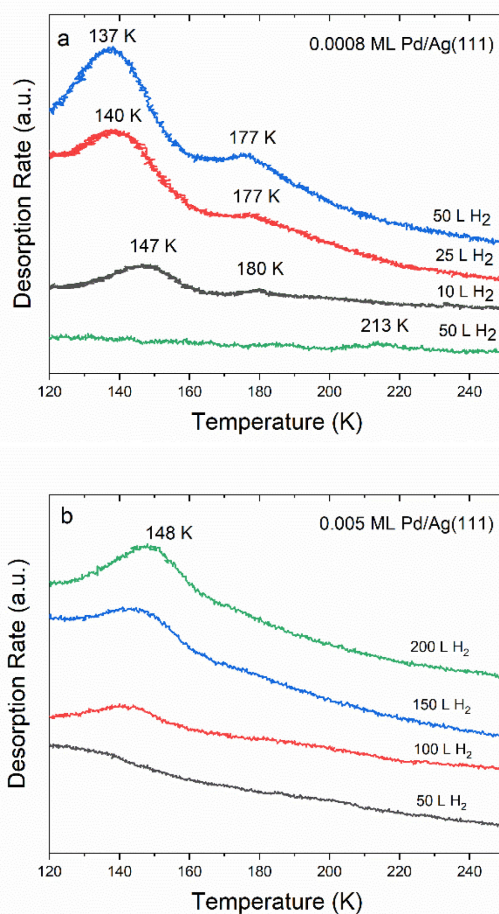 a
0.0008 ML Pd/Ag(111)
137 K
140 K
177 K
177 K
50 L H2
25 L H2
147 K
180 K
10 L H2
213 K
50 L H2
Desorption Rate (a.u.)
120 140 160 180 200 220 240
Temperature (K)
b
0.005 ML Pd/Ag(111)
148 K
200 L H₂
150 L H₂
100 L H₂
50 L H₂
Desorption Rate (a.u.)
120 140 160 180 200 220 240
Temperature (K)